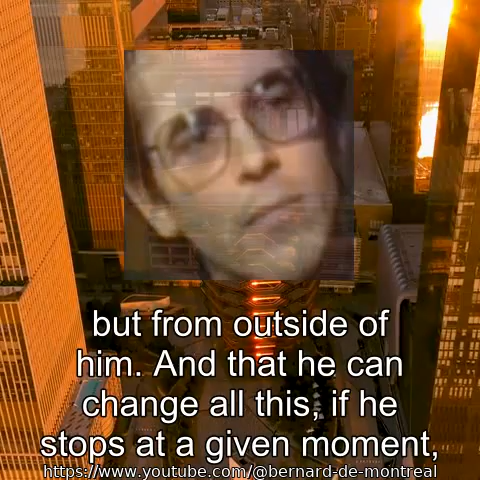 but from outside of
him. And that he can
change all this, if he
stops at a given moment,
https://www.youtube.com/@bernard-de-montreal